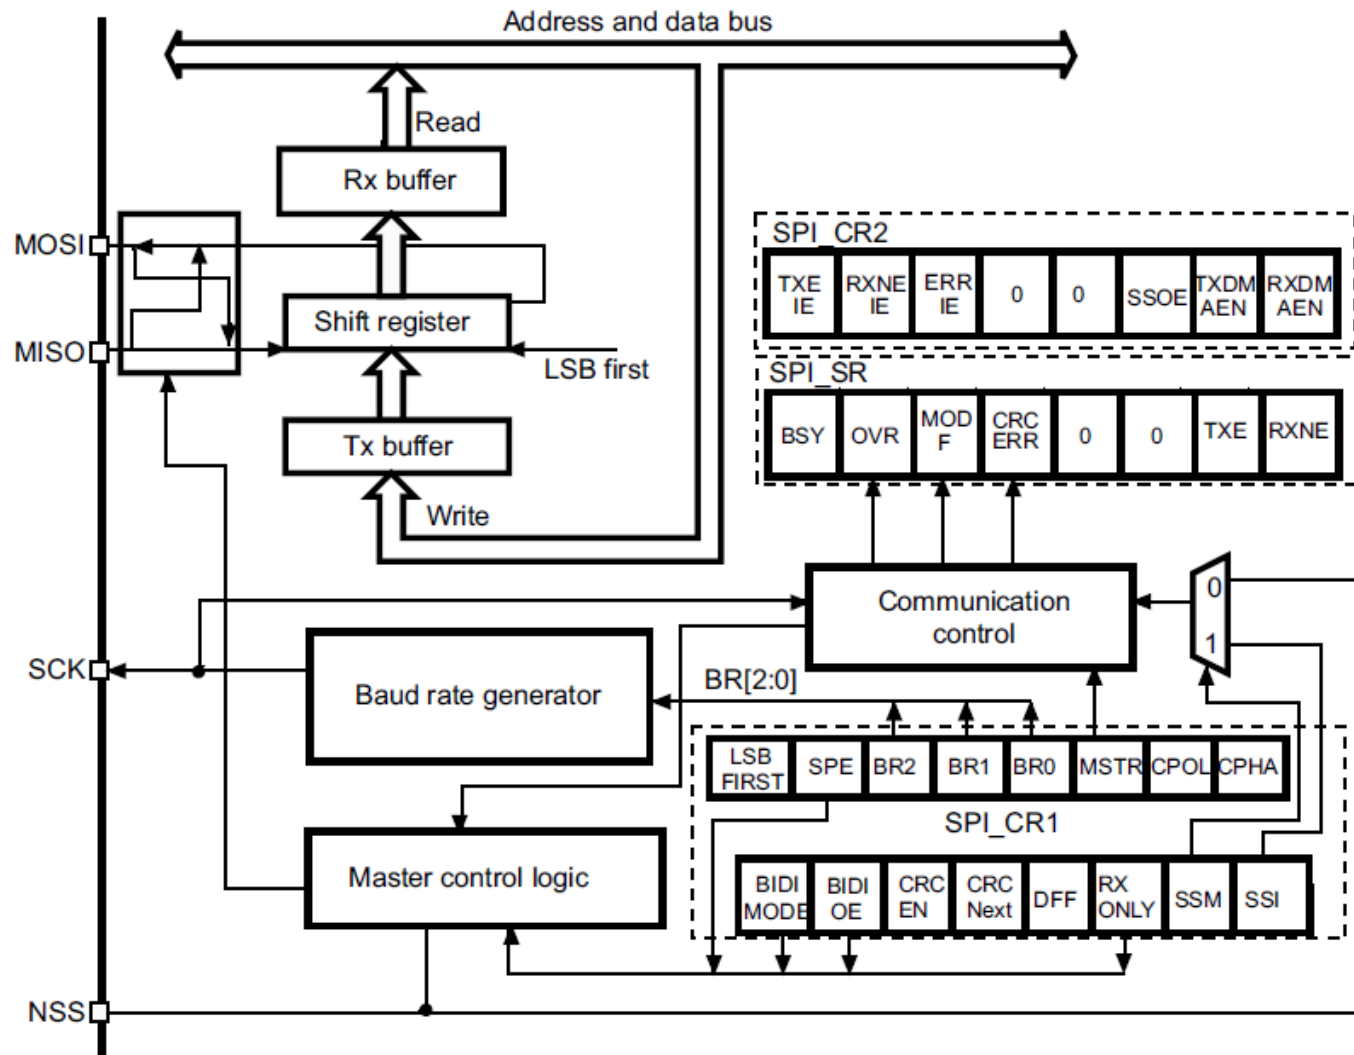 Address and data bus
Read
Rx buffer
MOSI
SPI_CR2
TXE
IE
RXNE
IE
ERR
IE
0
0
SSOE
TXDM
AEN
RXDM
AEN
Shift register
MISO
LSB first
SPI_SR
BSY
OVR
MOD
F
CRC
ERR
0
0
TXE
RXNE
Tx buffer
Write
Communication
control
0
1
SCK
Baud rate generator
BR[2:0]
LSB
FIRST
SPE
BR2
BR1
BR0
MSTR
CPOL
CPHA
SPI_CR1
Master control logic
BIDI
MODE
BIDI
OE
CRC
EN
CRC
Next
DFF
RX
ONLY
SSM
SSI
NSS